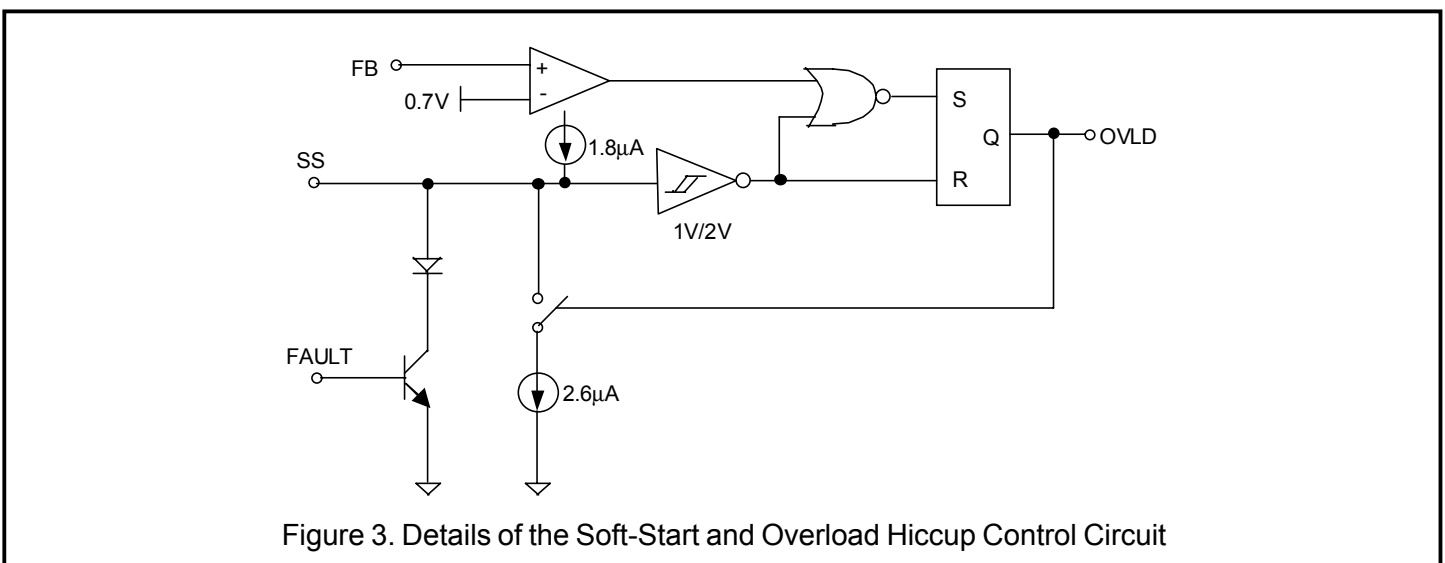 FB
+
0.7V
-
S
Q
OVLD
1.8μA
SS
R
1V/2V
FAULT
2.6μA
Figure 3. Details of the Soft-Start and Overload Hiccup Control Circuit